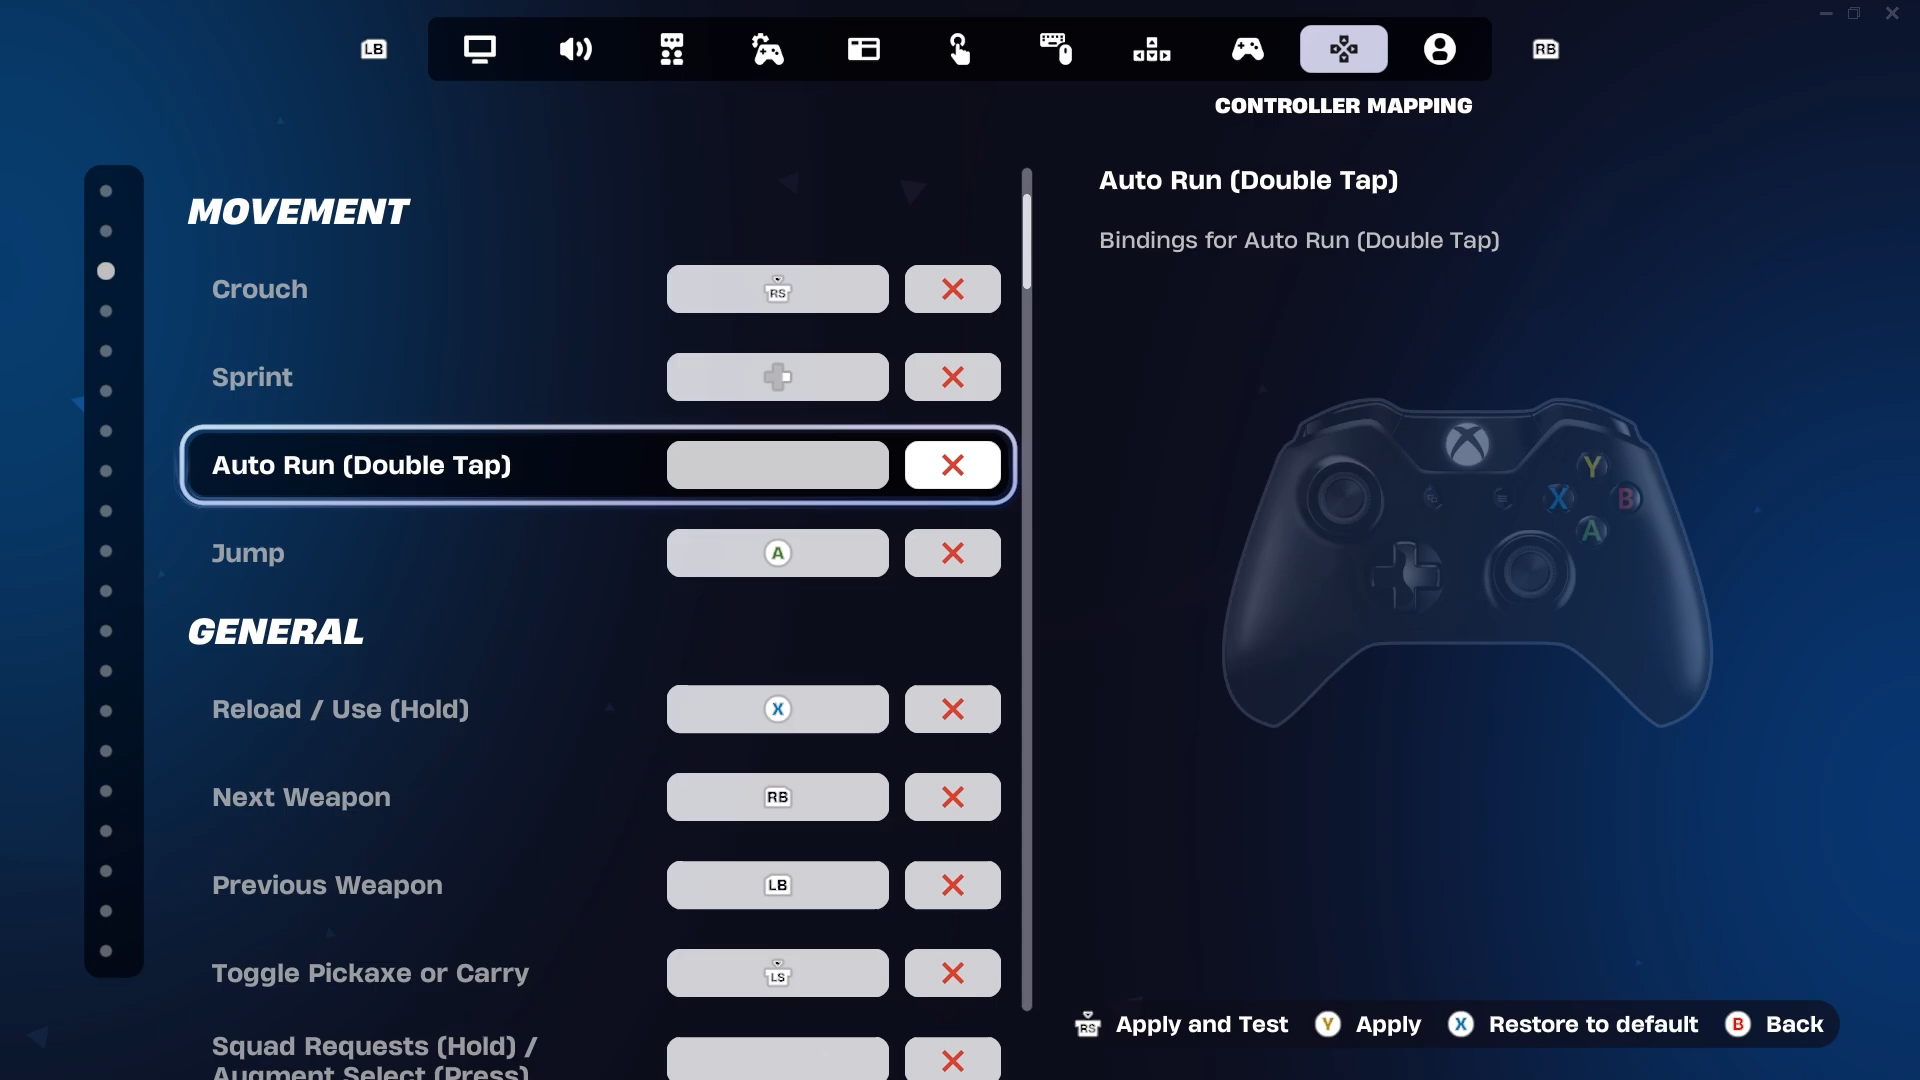 LB
RB
CONTROLLER MAPPING
MOVEMENT
Crouch
RS
Sprint
Auto Run (Double Tap)
Jump
A
GENERAL
Reload / Use (Hold)
X
Next Weapon
RB
Previous Weapon
LB
Toggle Pickaxe or Carry
LS
Squad Requests (Hold) /
Augment Select (Press)
Auto Run (Double Tap)
Bindings for Auto Run (Double Tap)
Y
X
B
A
RS Apply and Test Y Apply X Restore to default B Back